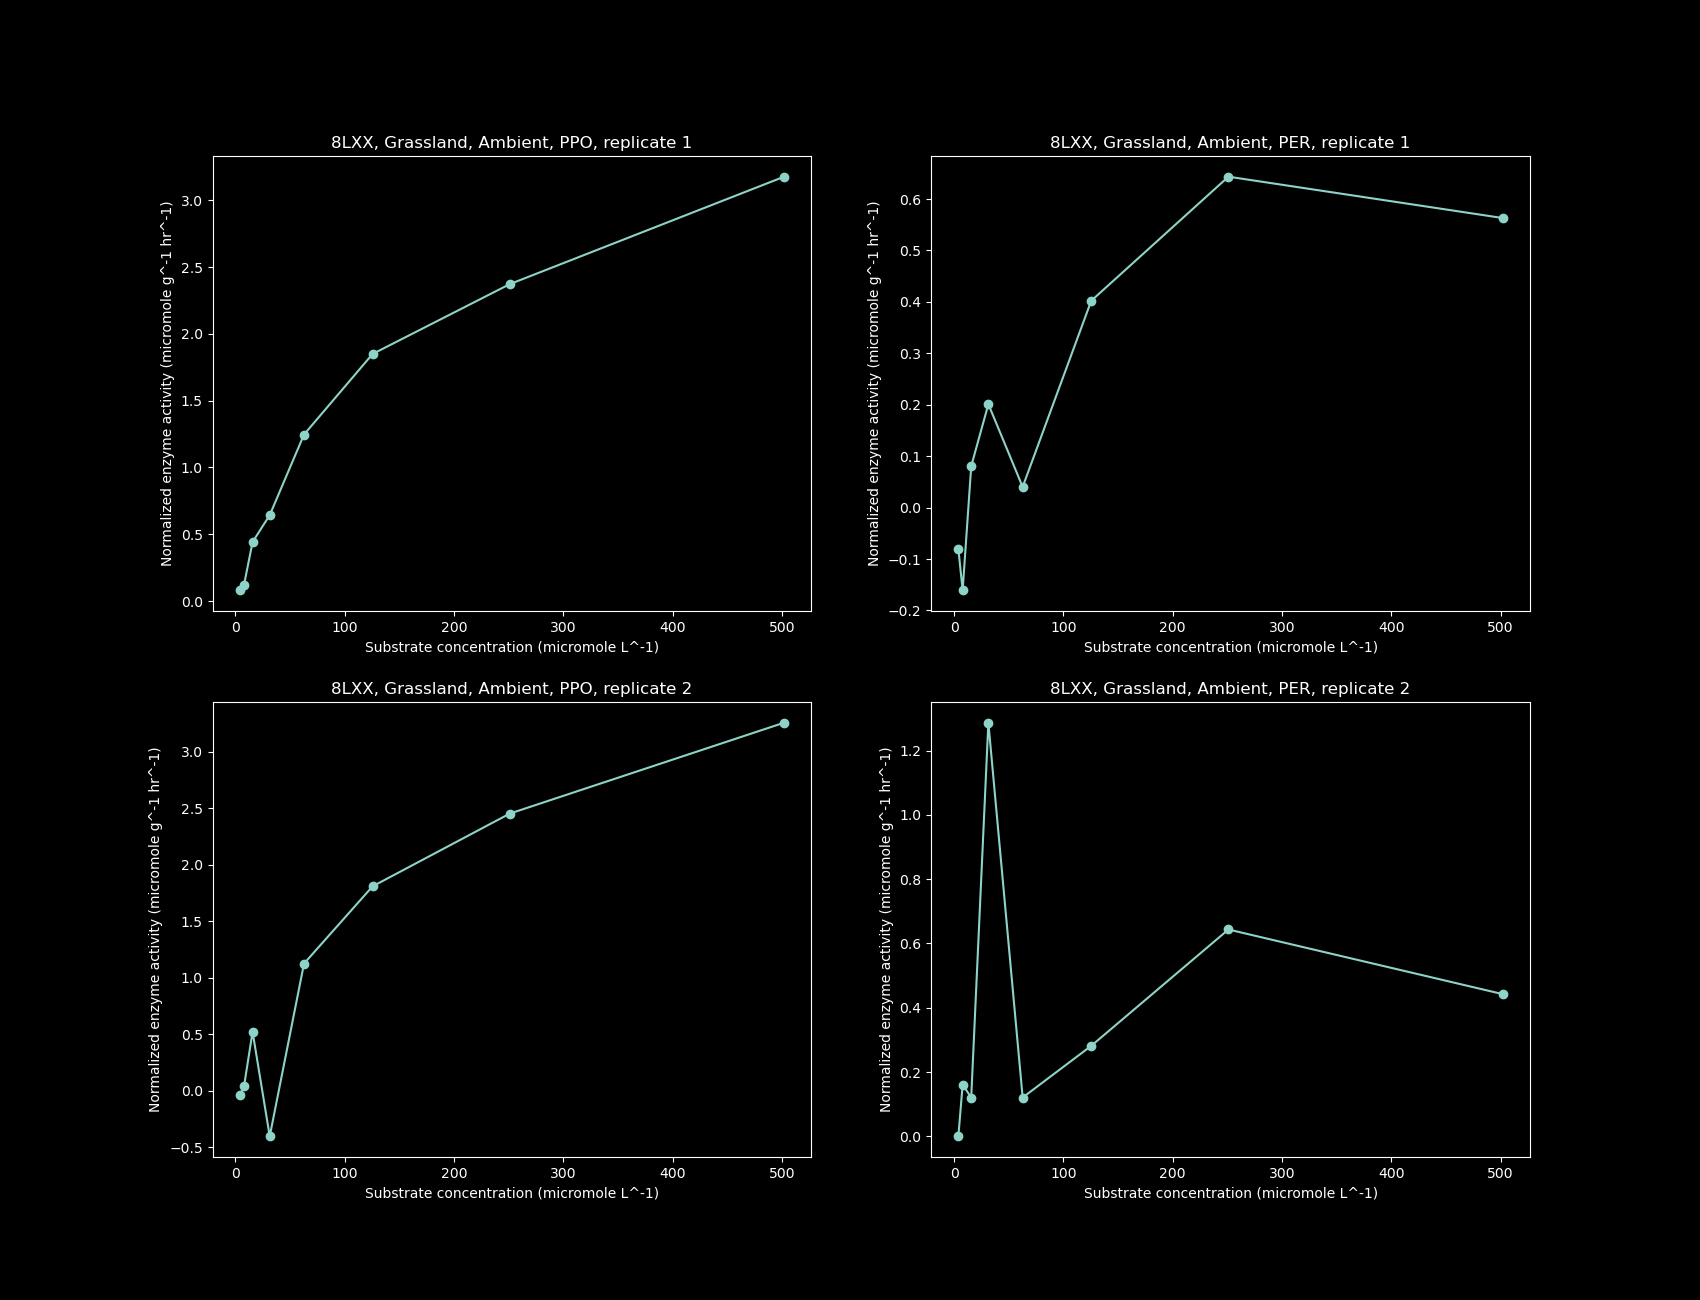 8LXX, Grassland, Ambient, PPO, replicate 1
Normalized enzyme activity (micromole g^-1 hr^-1)
3.0
2.5
2.0
1.5
1.0
0.5
0.0
0 100 200 300 400 500
Substrate concentration (micromole L^-1)
8LXX, Grassland, Ambient, PER, replicate 1
Normalized enzyme activity (micromole g^-1 hr^-1)
0.6
0.5
0.4
0.3
0.2
0.1
0.0
−0.1
−0.2
0 100 200 300 400 500
Substrate concentration (micromole L^-1)
8LXX, Grassland, Ambient, PPO, replicate 2
Normalized enzyme activity (micromole g^-1 hr^-1)
3.0
2.5
2.0
1.5
1.0
0.5
0.0
−0.5
0 100 200 300 400 500
Substrate concentration (micromole L^-1)
8LXX, Grassland, Ambient, PER, replicate 2
Normalized enzyme activity (micromole g^-1 hr^-1)
1.2
1.0
0.8
0.6
0.4
0.2
0.0
0 100 200 300 400 500
Substrate concentration (micromole L^-1)